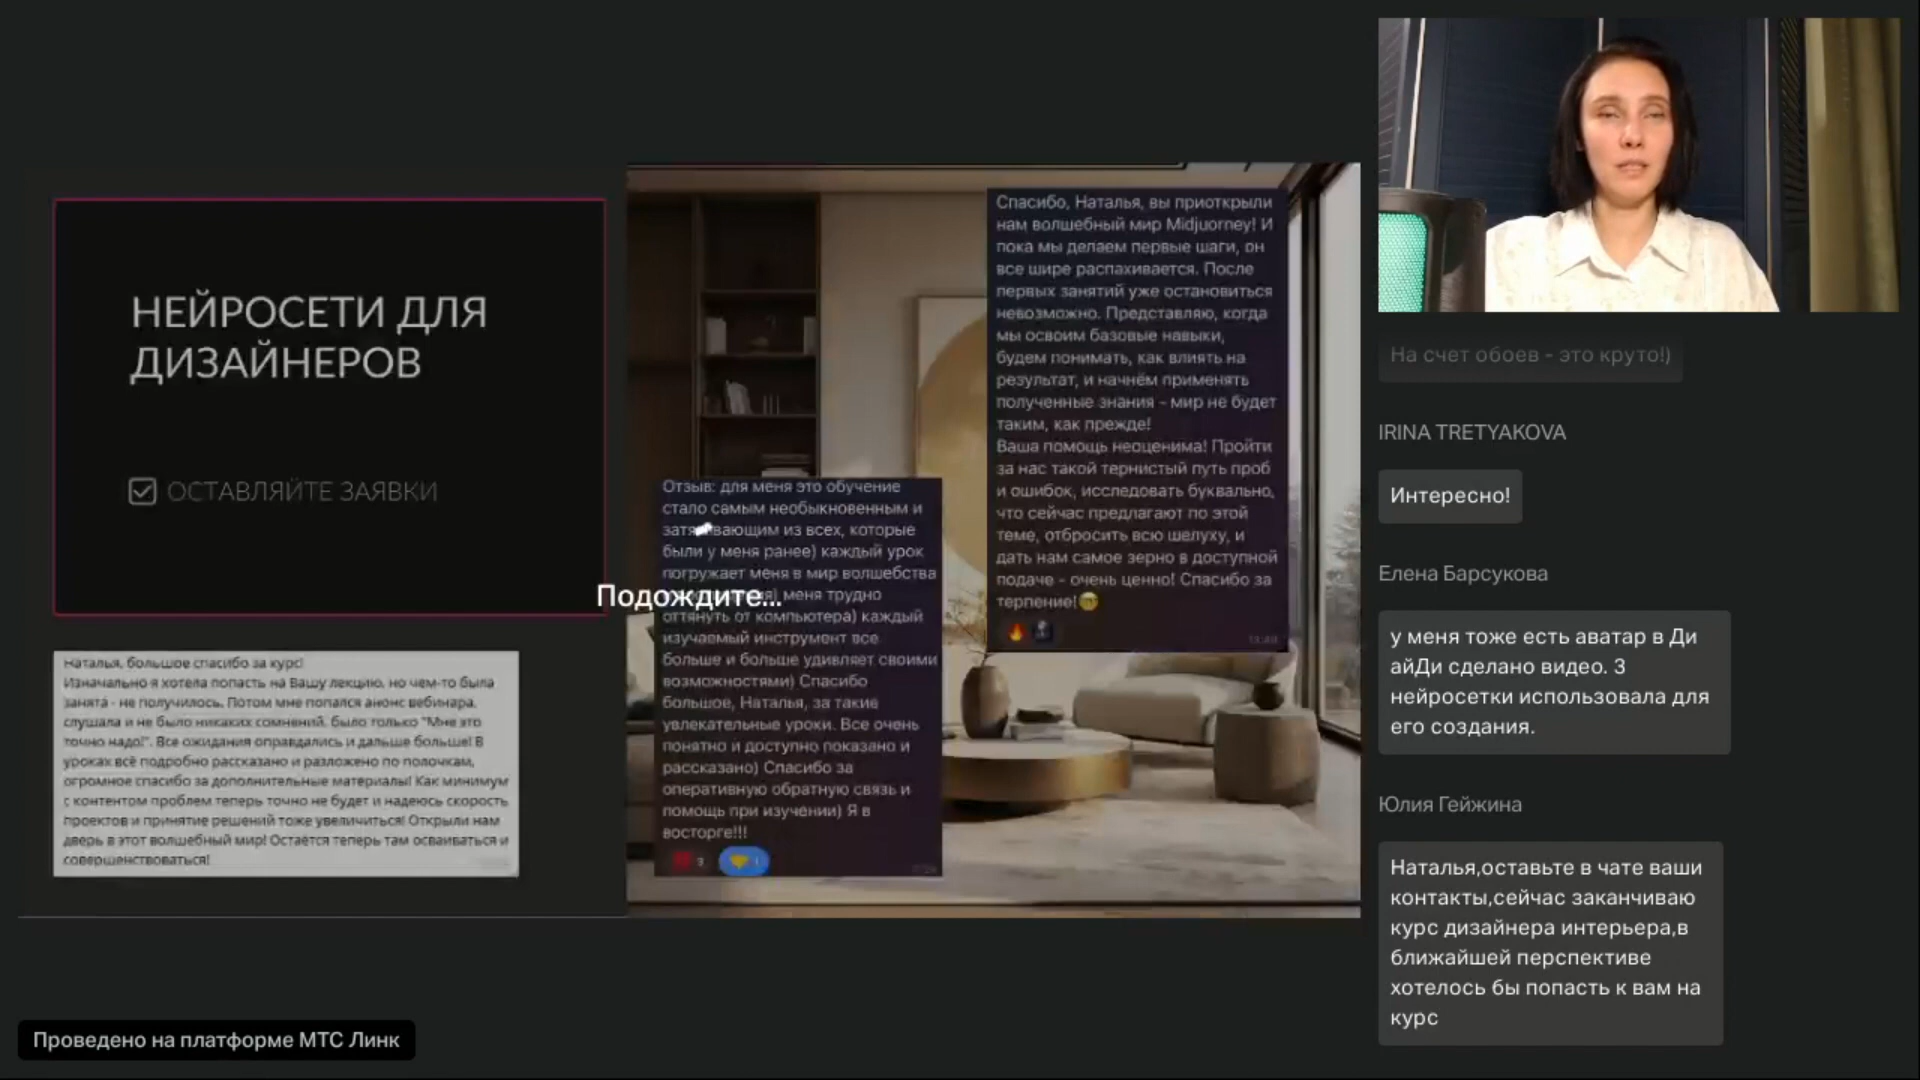 НЕЙРОСЕТИ ДЛЯ
ДИЗАЙНЕРОВ
ОСТАВЛЯЙТЕ ЗАЯВКИ
Наталья, большое спасибо за курс!
Изначально я хотела попасть на Вашу лекцию, но чем-то была
занята - не получилось. Потом мне попался анонс вебинара,
слушала и не было никаких сомнений, было только "Мне это
точно надо!". Все ожидания оправдались и дальше больше! В
уроках всё подробно рассказано и разложено по полочкам,
огромное спасибо за дополнительные материалы! Как минимум
с контентом проблем теперь точно не будет и надеюсь скорость
проектов и принятие решений тоже увеличиться! Открыли нам
дверь в этот волшебный мир! Остаётся теперь там осваиваться и
совершенствоваться!
Отзыв: для меня это обучение
стало самым необыкновенным и
затягивающим из всех, которые
были у меня ранее) каждый урок
погружает меня в мир волшебства
меня трудно
оттянуть от компьютера) каждый
изучаемый инструмент все
больше и больше удивляет своими
возможностями) Спасибо
большое, Наталья, за такие
увлекательные уроки. Все очень
понятно и доступно показано и
рассказано) Спасибо за
оперативную обратную связь и
помощь при изучении) Я в
восторге!!!
3
1
Подождите...
Спасибо, Наталья, вы приоткрыли
нам волшебный мир Midjuorney! И
пока мы делаем первые шаги, он
все шире распахивается. После
первых занятий уже остановиться
невозможно. Представляю, когда
мы освоим базовые навыки,
будем понимать, как влиять на
результат, и начнём применять
полученные знания - мир не будет
таким, как прежде!
Ваша помощь неоценима! Пройти
за нас такой тернистый путь проб
и ошибок, исследовать буквально,
что сейчас предлагают по этой
теме, отбросить всю шелуху, и
дать нам самое зерно в доступной
подаче - очень ценно! Спасибо за
терпение!
На счет обоев - это круто!)
IRINA TRETYAKOVA
Интересно!
Елена Барсукова
у меня тоже есть аватар в Ди
айДи сделано видео. 3
нейросетки использовала для
его создания.
Юлия Гейжина
Наталья,оставьте в чате ваши
контакты,сейчас заканчиваю
курс дизайнера интерьера,в
ближайшей перспективе
хотелось бы попасть к вам на
курс
Проведено на платформе МТС Линк